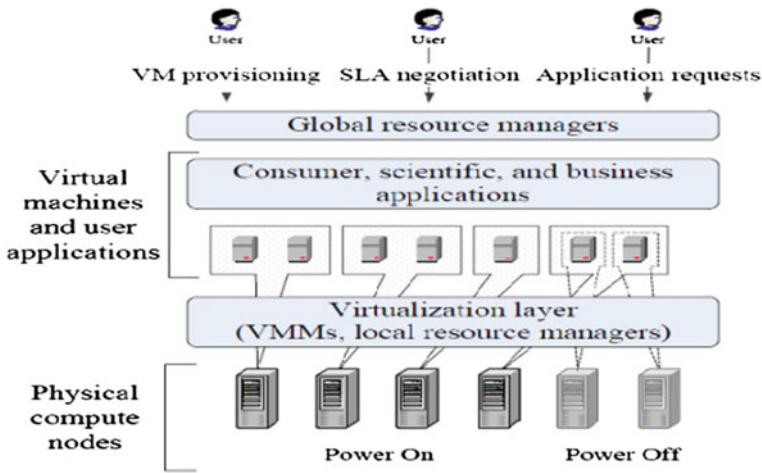 User
User
User
VM provisioning
SLA negotiation
Application requests
Global resource managers
Virtual
machines
and user
applications
Consumer, scientific, and business
applications
Virtualization layer
(VMMs, local resource managers)
Physical
compute
nodes
Power On
Power Off